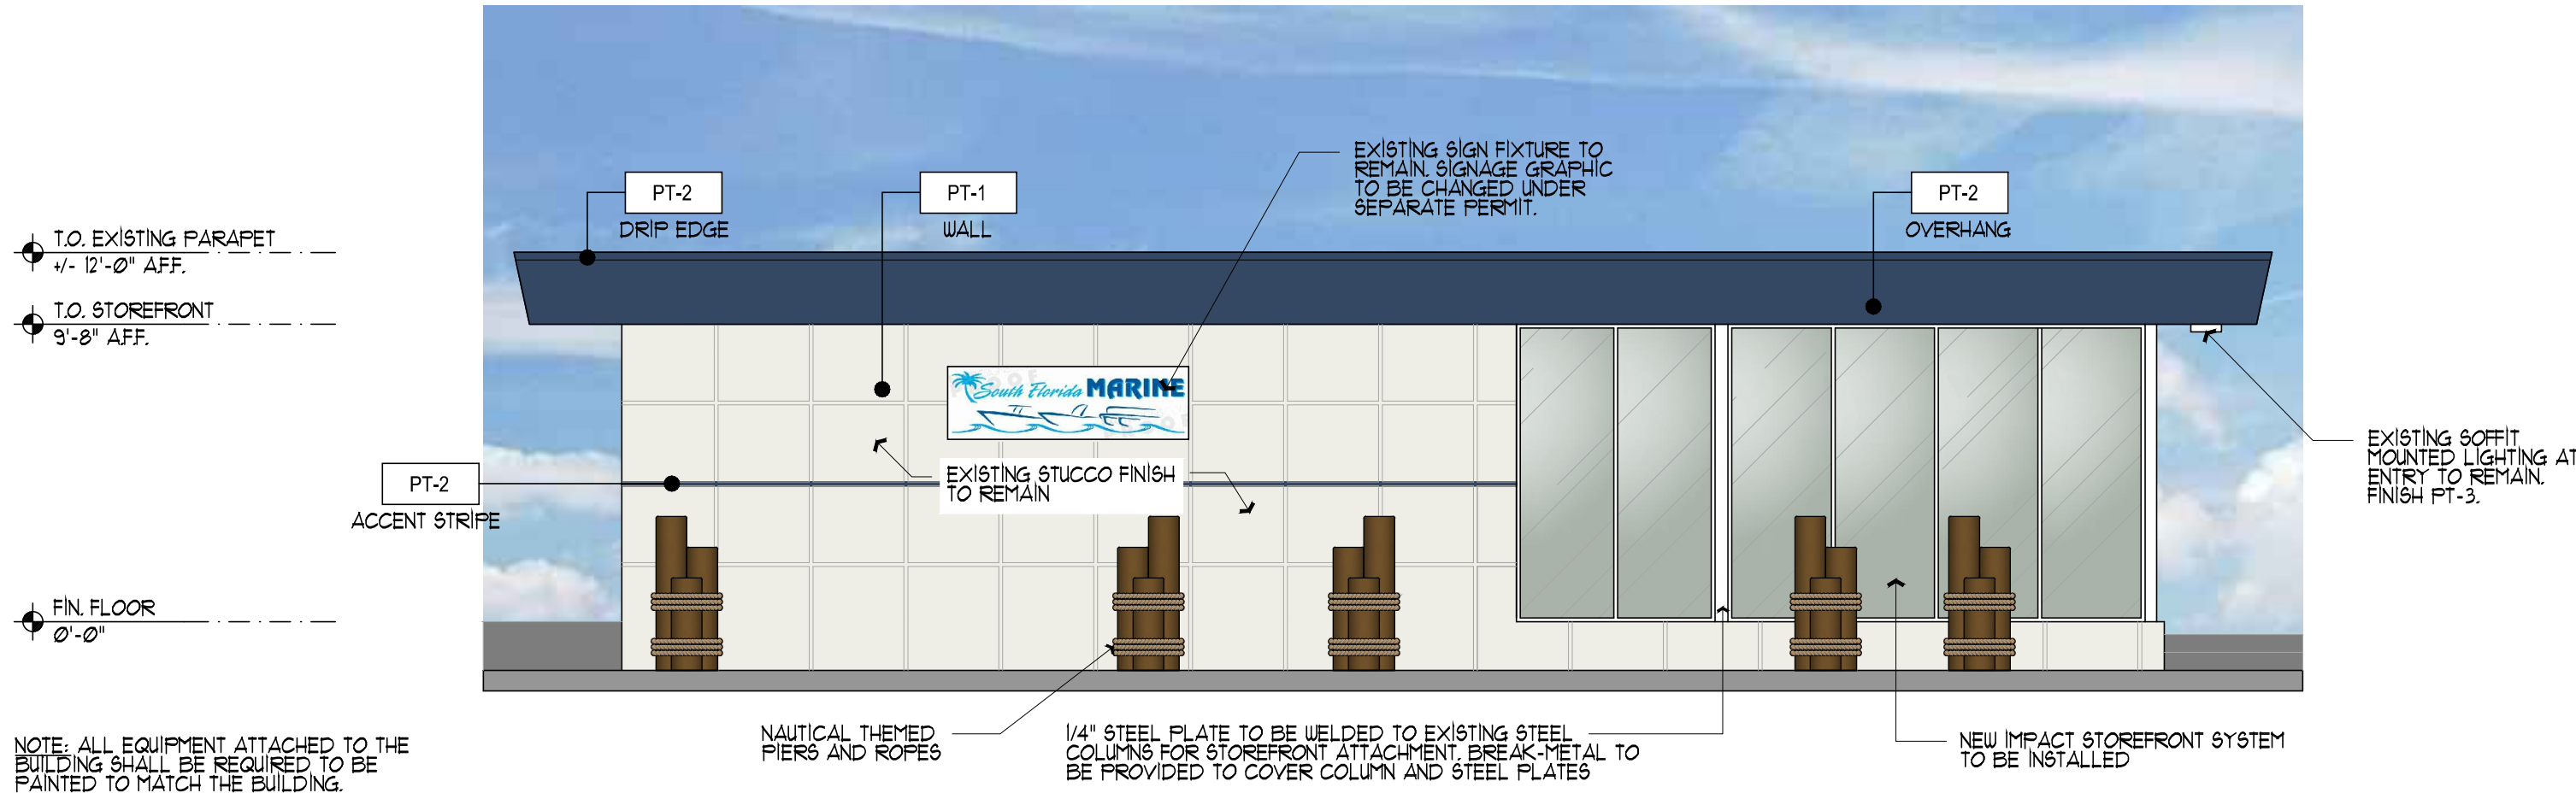 EXISTING SIGN FIXTURE TO
REMAIN. SIGNAGE GRAPHIC
TO BE CHANGED UNDER
SEPARATE PERMIT.
PT-2
DRIP EDGE
PT-1
WALL
PT-2
OVERHANG
T.O. EXISTING PARAPET
+/- 12'-0" A.F.F.
T.O. STOREFRONT
9'-8" A.F.F.
South Florida MARINE
EXISTING STUCCO FINISH
TO REMAIN
PT-2
ACCENT STRIPE
EXISTING SOFFIT
MOUNTED LIGHTING AT
ENTRY TO REMAIN.
FINISH PT-3.
FIN. FLOOR
0'-0"
NOTE: ALL EQUIPMENT ATTACHED TO THE
BUILDING SHALL BE REQUIRED TO BE
PAINTED TO MATCH THE BUILDING.
NAUTICAL THEMED
PIERS AND ROPES
1/4" STEEL PLATE TO BE WELDED TO EXISTING STEEL
COLUMNS FOR STOREFRONT ATTACHMENT. BREAK-METAL TO
BE PROVIDED TO COVER COLUMN AND STEEL PLATES
NEW IMPACT STOREFRONT SYSTEM
TO BE INSTALLED